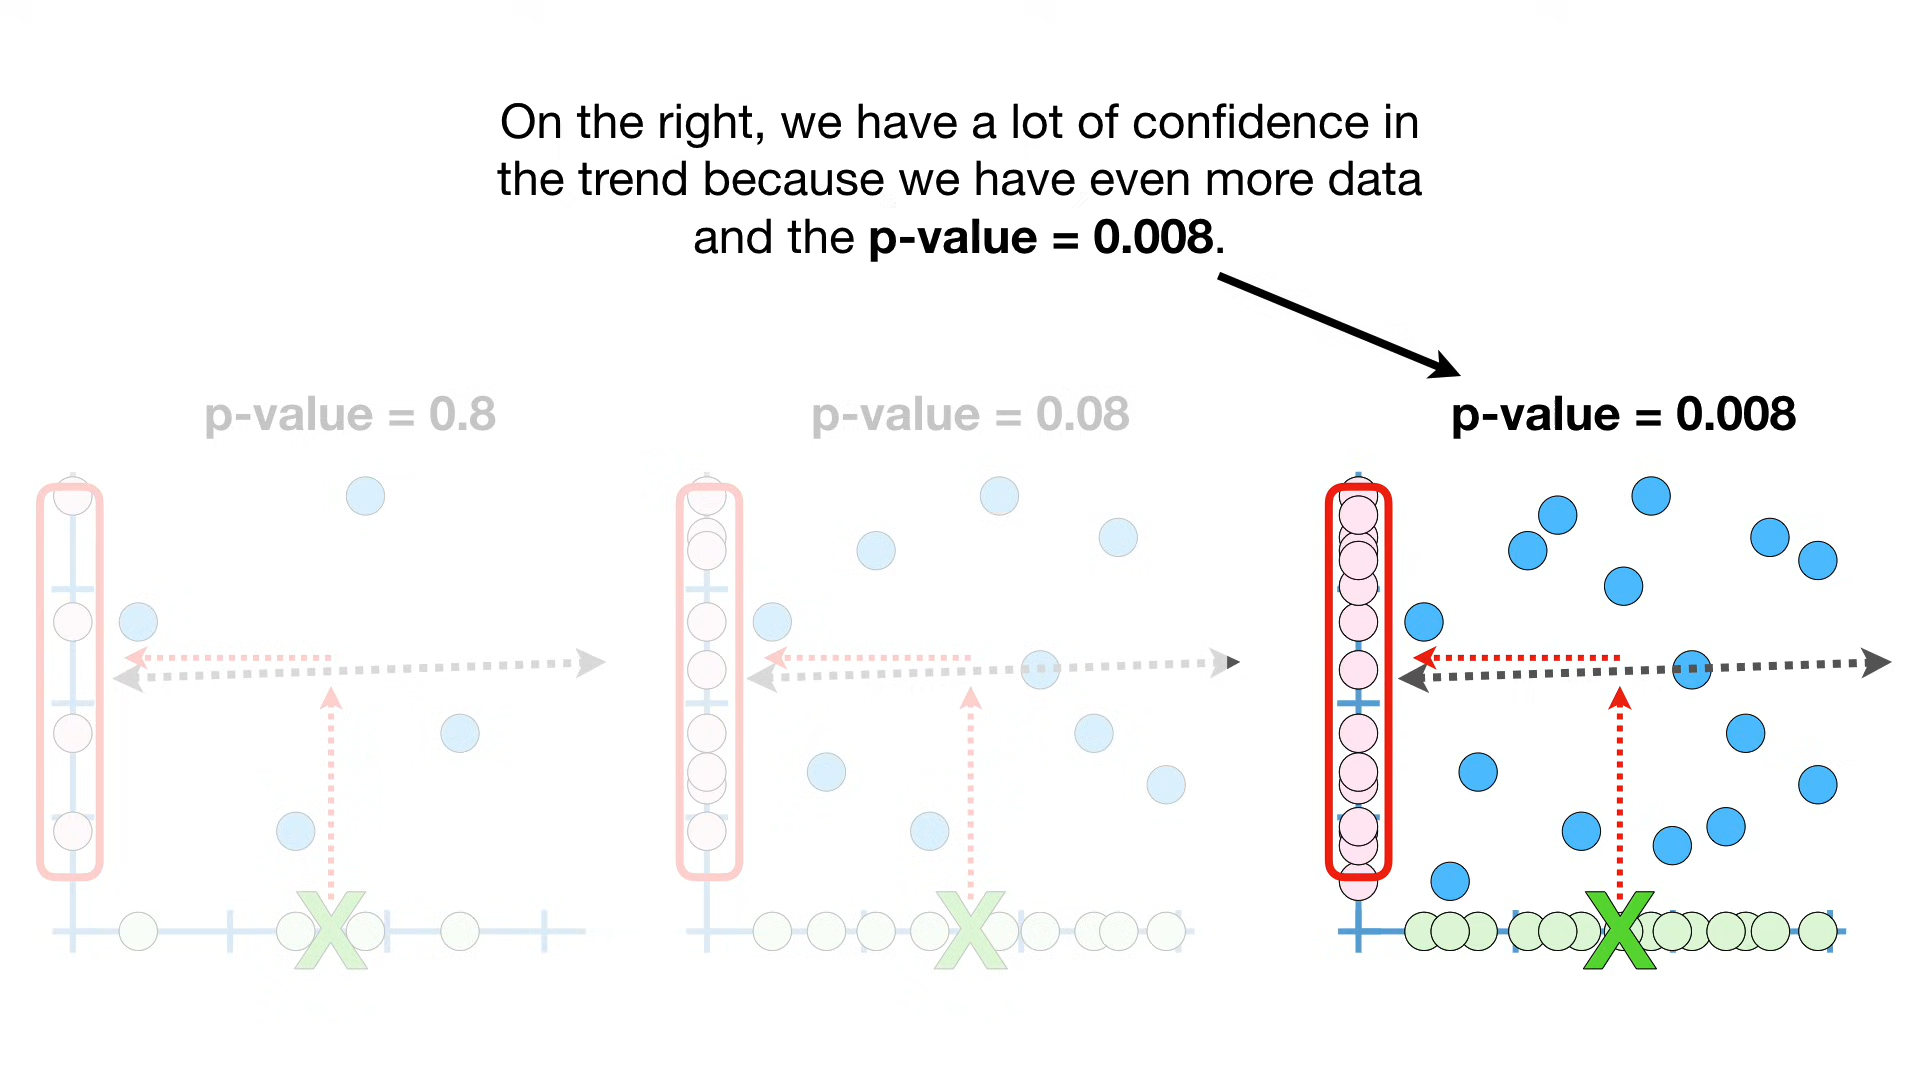 On the right, we have a lot of confidence in
the trend because we have even more data
and the p-value = 0.008.
p-value = 0.8
p-value = 0.08
p-value = 0.008
X
X
X